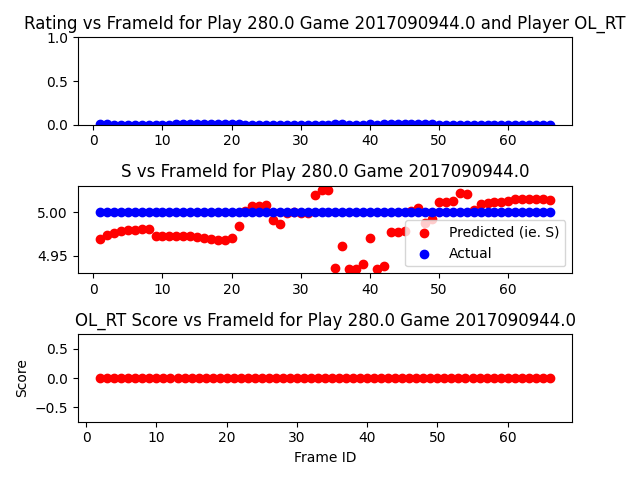 Rating vs FrameId for Play 280.0 Game 2017090944.0 and Player OL_RT
1.0
0.5
0.0
0 10 20 30 40 50 60
S vs FrameId for Play 280.0 Game 2017090944.0
5.00
4.95
Predicted (ie. S)
Actual
0 10 20 30 40 50 60
OL_RT Score vs FrameId for Play 280.0 Game 2017090944.0
Score
0.5
0.0
−0.5
0 10 20 30 40 50 60
Frame ID